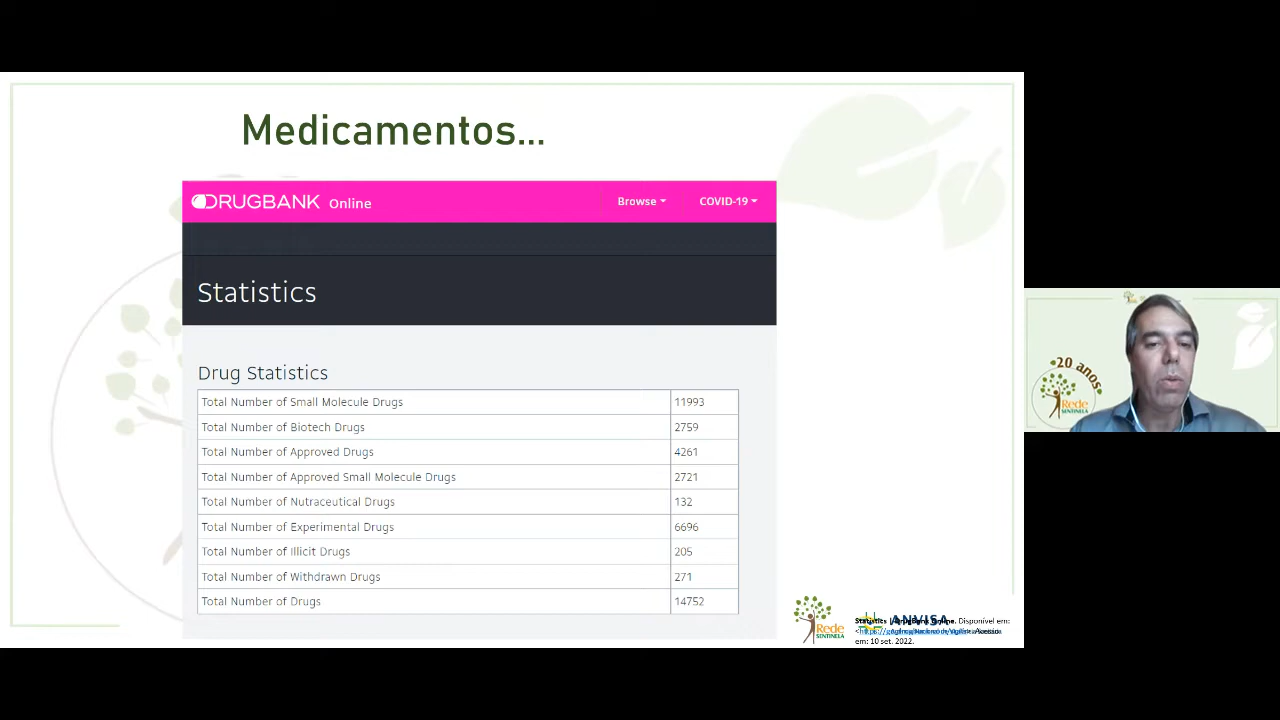 Medicamentos...
DRUGBANK Online
Browse
COVID-19
Statistics
Drug Statistics
Total Number of Small Molecule Drugs 11993
Total Number of Biotech Drugs 2759
Total Number of Approved Drugs 4261
Total Number of Approved Small Molecule Drugs 2721
Total Number of Nutraceutical Drugs 132
Total Number of Experimental Drugs 6696
Total Number of Illicit Drugs 205
Total Number of Withdrawn Drugs 271
Total Number of Drugs 14752
20 anos
Rede
SENTINELA
Rede
SENTINELA
ANVISA
Statistics | DrugBank Online. Disponível em:
em: 10 set. 2022.